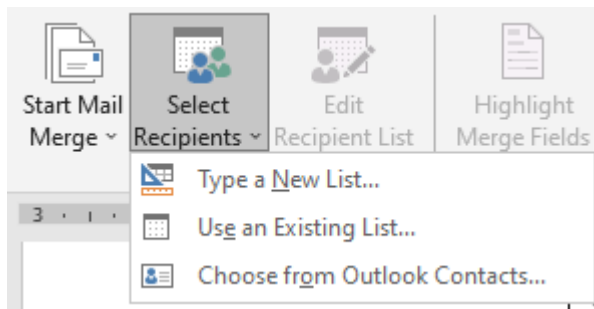 Start Mail Select Edit Highlight
Merge Recipients Recipient List Merge Fields
Type a New List...
3 Use an Existing List...
Choose from Outlook Contacts...